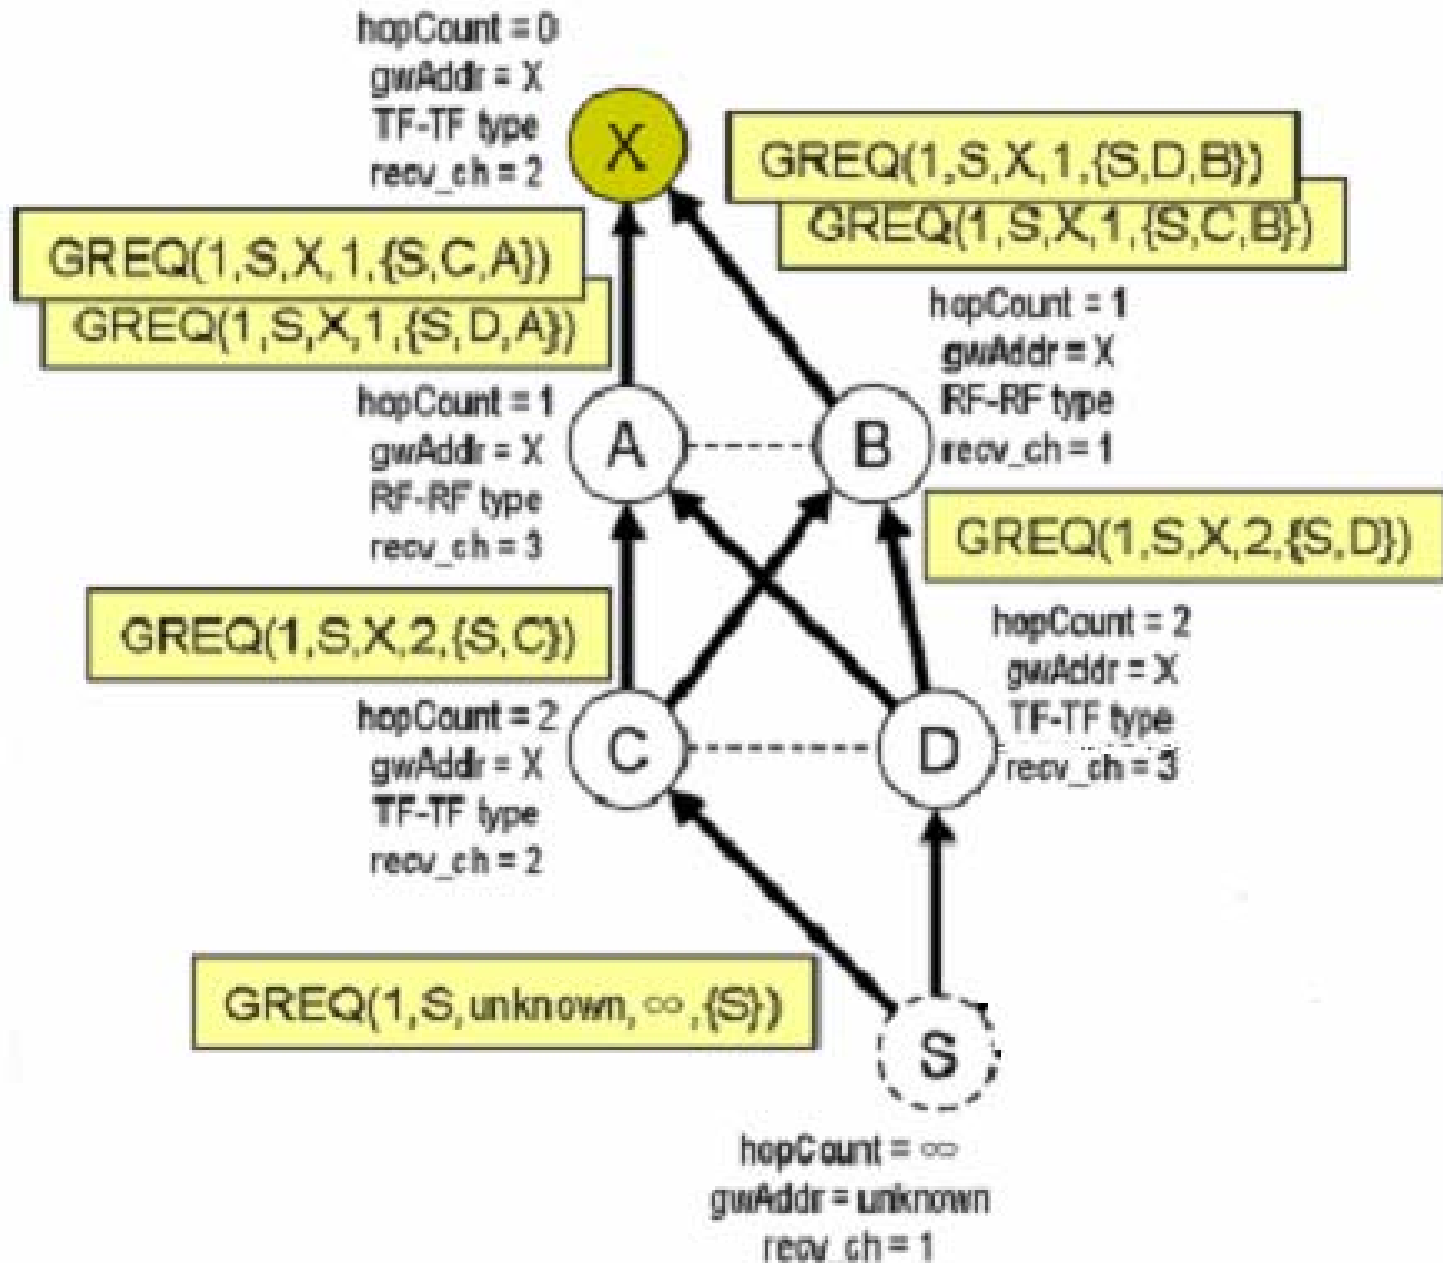 hopCount = 0
gwAddr = X
TF-TF type
recv_ch = 2
X
GREQ(1,S,X,1,{S,D,B})
GREQ(1,S,X,1,{S,C,B})
GREQ(1,S,X,1,{S,C,A})
GREQ(1,S,X,1,{S,D,A})
hopCount = 1
gwAddr = X
RF-RF type
recv_ch = 1
hopCount = 1
gwAddr = X
RF-RF type
recv_ch = 3
A
B
GREQ(1,S,X,2,{S,D})
GREQ(1,S,X,2,{S,C})
hopCount = 2
gwAddr = X
TF-TF type
recv_ch = 3
hopCount = 2
gwAddr = X
TF-TF type
recv_ch = 2
C
D
GREQ(1,S,unknown,∞,{S})
S
hopCount = ∞
gwAddr = unknown
recv_ch = 1